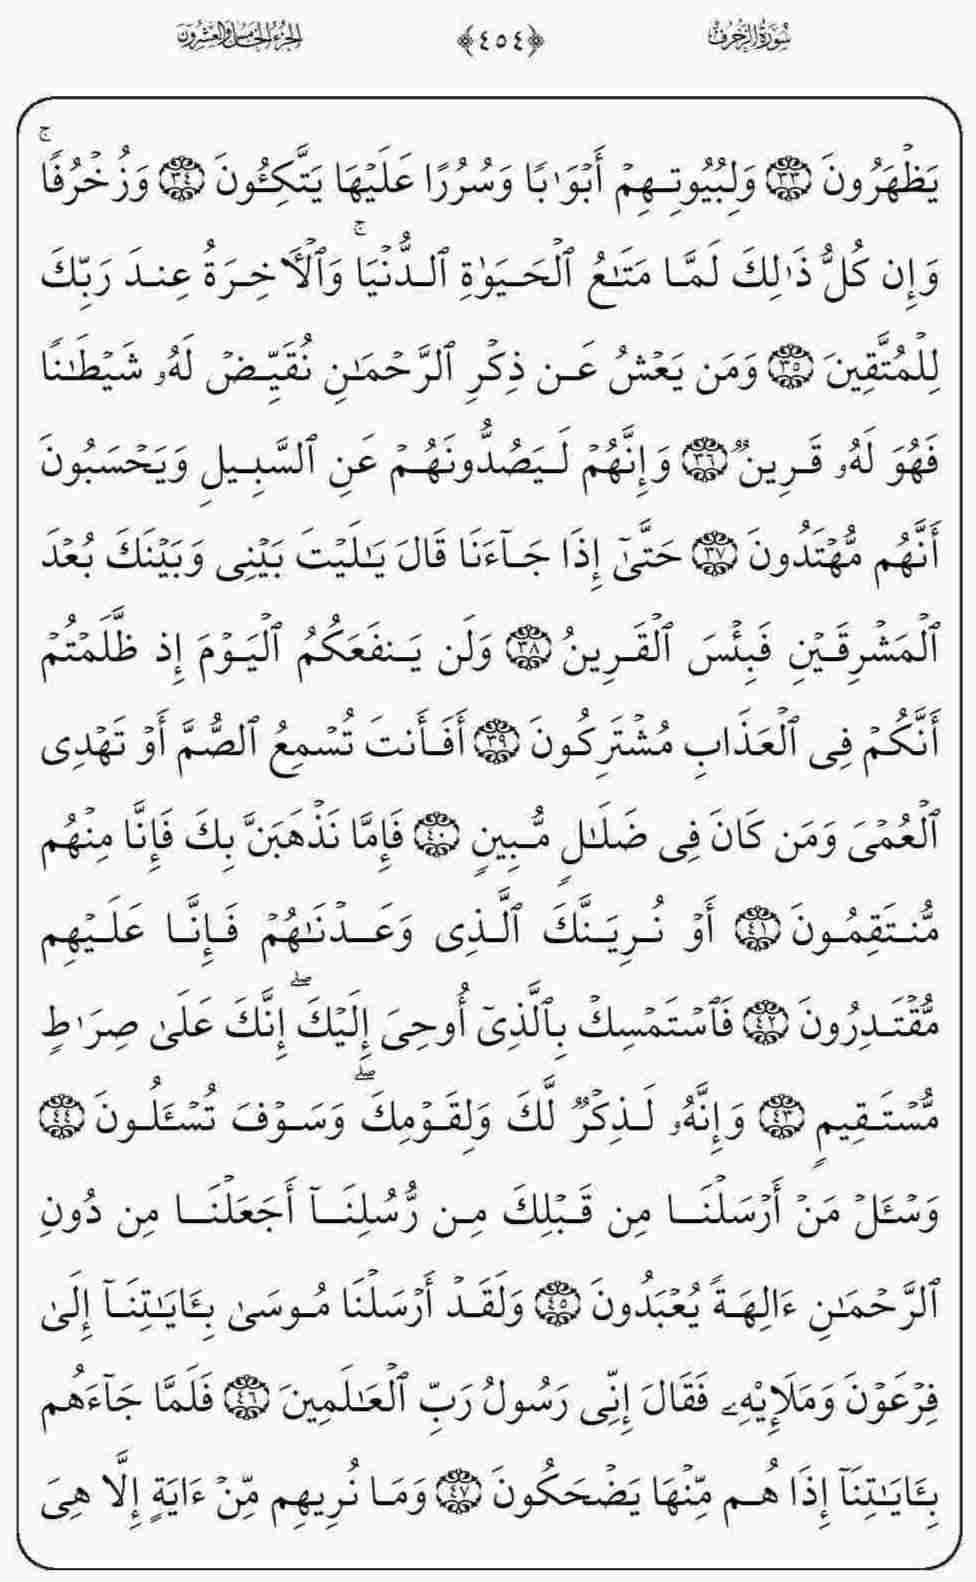 سُورَةُ الزُّخْرُفِ ﴿٤٥٤﴾ الجُزْءُ الخَامِسُ وَالعِشْرُونَ
يَظْهَرُونَ ٣٣ وَلِبُيُوتِهِمْ أَبْوَٰبًا وَسُرُرًا عَلَيْهَا يَتَّكِـُٔونَ ٣٤ وَزُخْرُفًا ۚ
وَإِن كُلُّ ذَٰلِكَ لَمَّا مَتَـٰعُ ٱلْحَيَوٰةِ ٱلدُّنْيَا ۚ وَٱلْـَٔاخِرَةُ عِندَ رَبِّكَ
لِلْمُتَّقِينَ ٣٥ وَمَن يَعْشُ عَن ذِكْرِ ٱلرَّحْمَـٰنِ نُقَيِّضْ لَهُۥ شَيْطَـٰنًا
فَهُوَ لَهُۥ قَرِينٌ ٣٦ وَإِنَّهُمْ لَيَصُدُّونَهُمْ عَنِ ٱلسَّبِيلِ وَيَحْسَبُونَ
أَنَّهُم مُّهْتَدُونَ ٣٧ حَتَّىٰٓ إِذَا جَآءَنَا قَالَ يَـٰلَيْتَ بَيْنِى وَبَيْنَكَ بُعْدَ
ٱلْمَشْرِقَيْنِ فَبِئْسَ ٱلْقَرِينُ ٣٨ وَلَن يَنفَعَكُمُ ٱلْيَوْمَ إِذ ظَّلَمْتُمْ
أَنَّكُمْ فِى ٱلْعَذَابِ مُشْتَرِكُونَ ٣٩ أَفَأَنتَ تُسْمِعُ ٱلصُّمَّ أَوْ تَهْدِى
ٱلْعُمْىَ وَمَن كَانَ فِى ضَلَـٰلٍ مُّبِينٍ ٤٠ فَإِمَّا نَذْهَبَنَّ بِكَ فَإِنَّا مِنْهُم
مُّنتَقِمُونَ ٤١ أَوْ نُرِيَنَّكَ ٱلَّذِى وَعَدْنَـٰهُمْ فَإِنَّا عَلَيْهِم
مُّقْتَدِرُونَ ٤٢ فَٱسْتَمْسِكْ بِٱلَّذِىٓ أُوحِىَ إِلَيْكَ ۖ إِنَّكَ عَلَىٰ صِرَٰطٍ
مُّسْتَقِيمٍ ٤٣ وَإِنَّهُۥ لَذِكْرٌ لَّكَ وَلِقَوْمِكَ ۖ وَسَوْفَ تُسْـَٔلُونَ ٤٤
وَسْـَٔلْ مَنْ أَرْسَلْنَا مِن قَبْلِكَ مِن رُّسُلِنَآ أَجَعَلْنَا مِن دُونِ
ٱلرَّحْمَـٰنِ ءَالِهَةً يُعْبَدُونَ ٤٥ وَلَقَدْ أَرْسَلْنَا مُوسَىٰ بِـَٔايَـٰتِنَآ إِلَىٰ
فِرْعَوْنَ وَمَلَإِيْهِۦ فَقَالَ إِنِّى رَسُولُ رَبِّ ٱلْعَـٰلَمِينَ ٤٦ فَلَمَّا جَآءَهُم
بِـَٔايَـٰتِنَآ إِذَا هُم مِّنْهَا يَضْحَكُونَ ٤٧ وَمَا نُرِيهِم مِّنْ ءَايَةٍ إِلَّا هِىَ